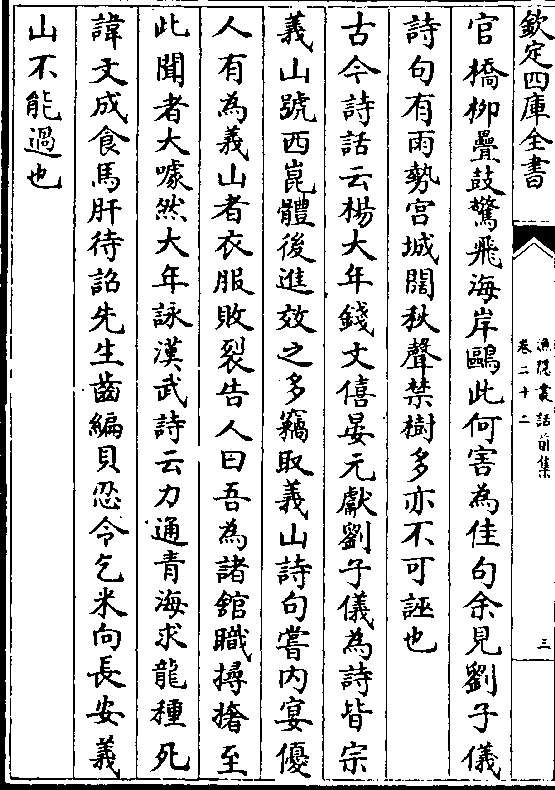 欽定四庫全書
漁隱叢話前集
卷二十二
三
官橋柳疊鼓驚飛海岸鷗此何害為佳句余見劉子儀
詩句有雨勢宮城闊秋聲禁樹多亦不可誣也
古今詩話云楊大年錢文僖晏元獻劉子儀為詩皆宗
義山號西崑體後進效之多竊取義山詩句嘗內宴優
人有為義山者衣服敗裂告人曰吾為諸館職撏撦至
此聞者大噱然大年詠漢武詩云力通青海求龍種死
諱文成食馬肝待詔先生齒編貝忍令乞米向長安義
山不能過也